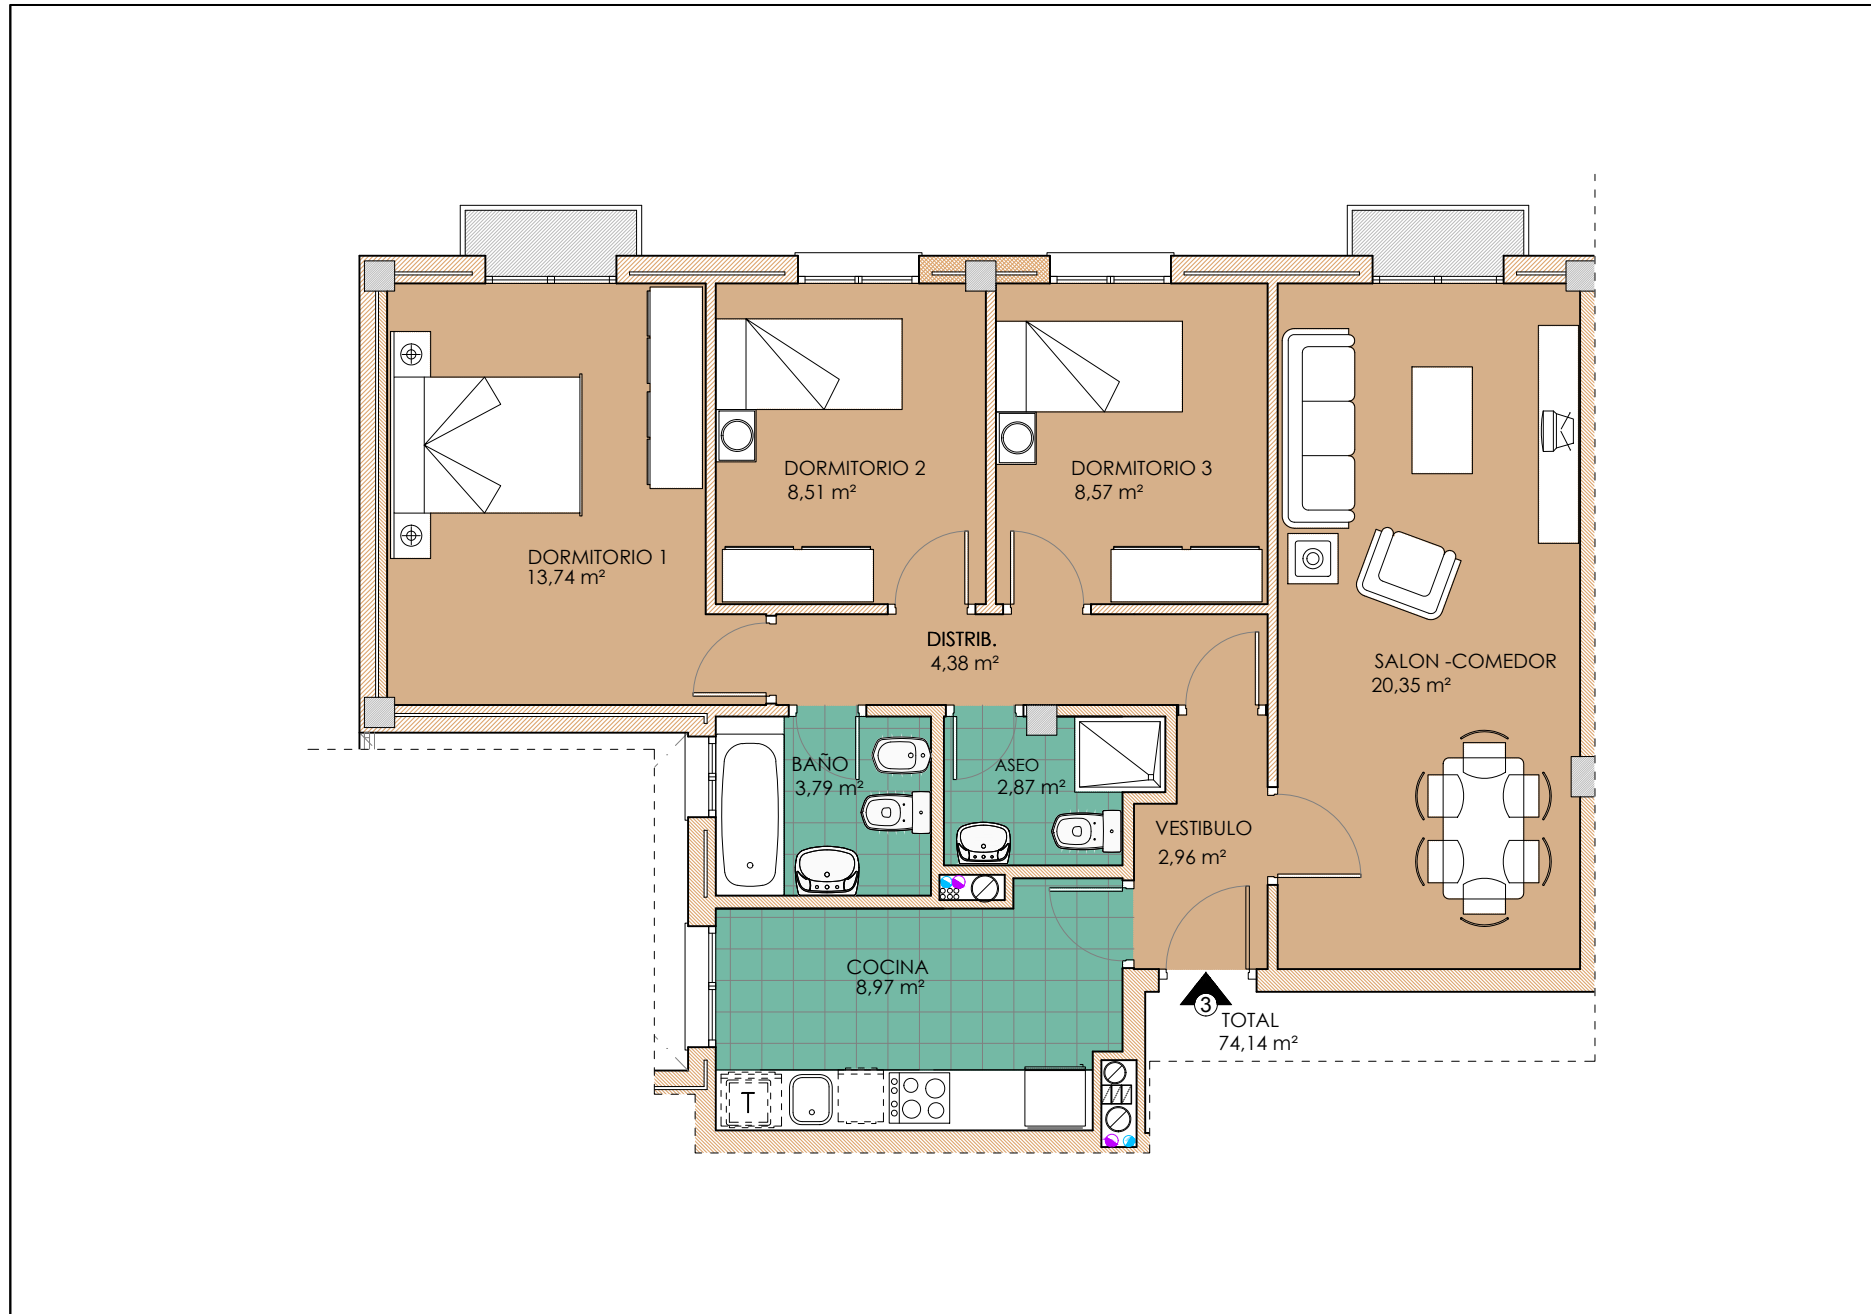 DORMITORIO 2
8,51 m²
DORMITORIO 3
8,57 m²
DORMITORIO 1
13,74 m²
DISTRIB.
4,38 m²
SALON -COMEDOR
20,35 m²
BAÑO
3,79 m²
ASEO
2,87 m²
VESTIBULO
2,96 m²
COCINA
8,97 m²
3
TOTAL
74,14 m²
T